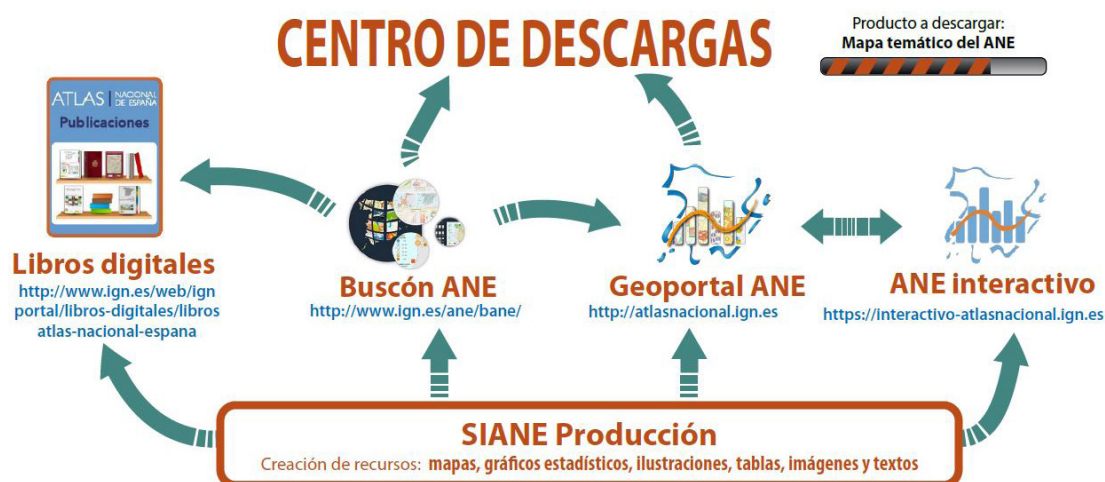 CENTRO DE DESCARGAS
Producto a descargar:
Mapa temático del ANE
ATLAS NACIONAL DE ESPAÑA
Publicaciones
Libros digitales
http://www.ign.es/web/ign
portal/libros-digitales/libros
atlas-nacional-espana
Buscón ANE
http://www.ign.es/ane/bane/
Geoportal ANE
http://atlasnacional.ign.es
ANE interactivo
https://interactivo-atlasnacional.ign.es
SIANE Producción
Creación de recursos: mapas, gráficos estadísticos, ilustraciones, tablas, imágenes y textos